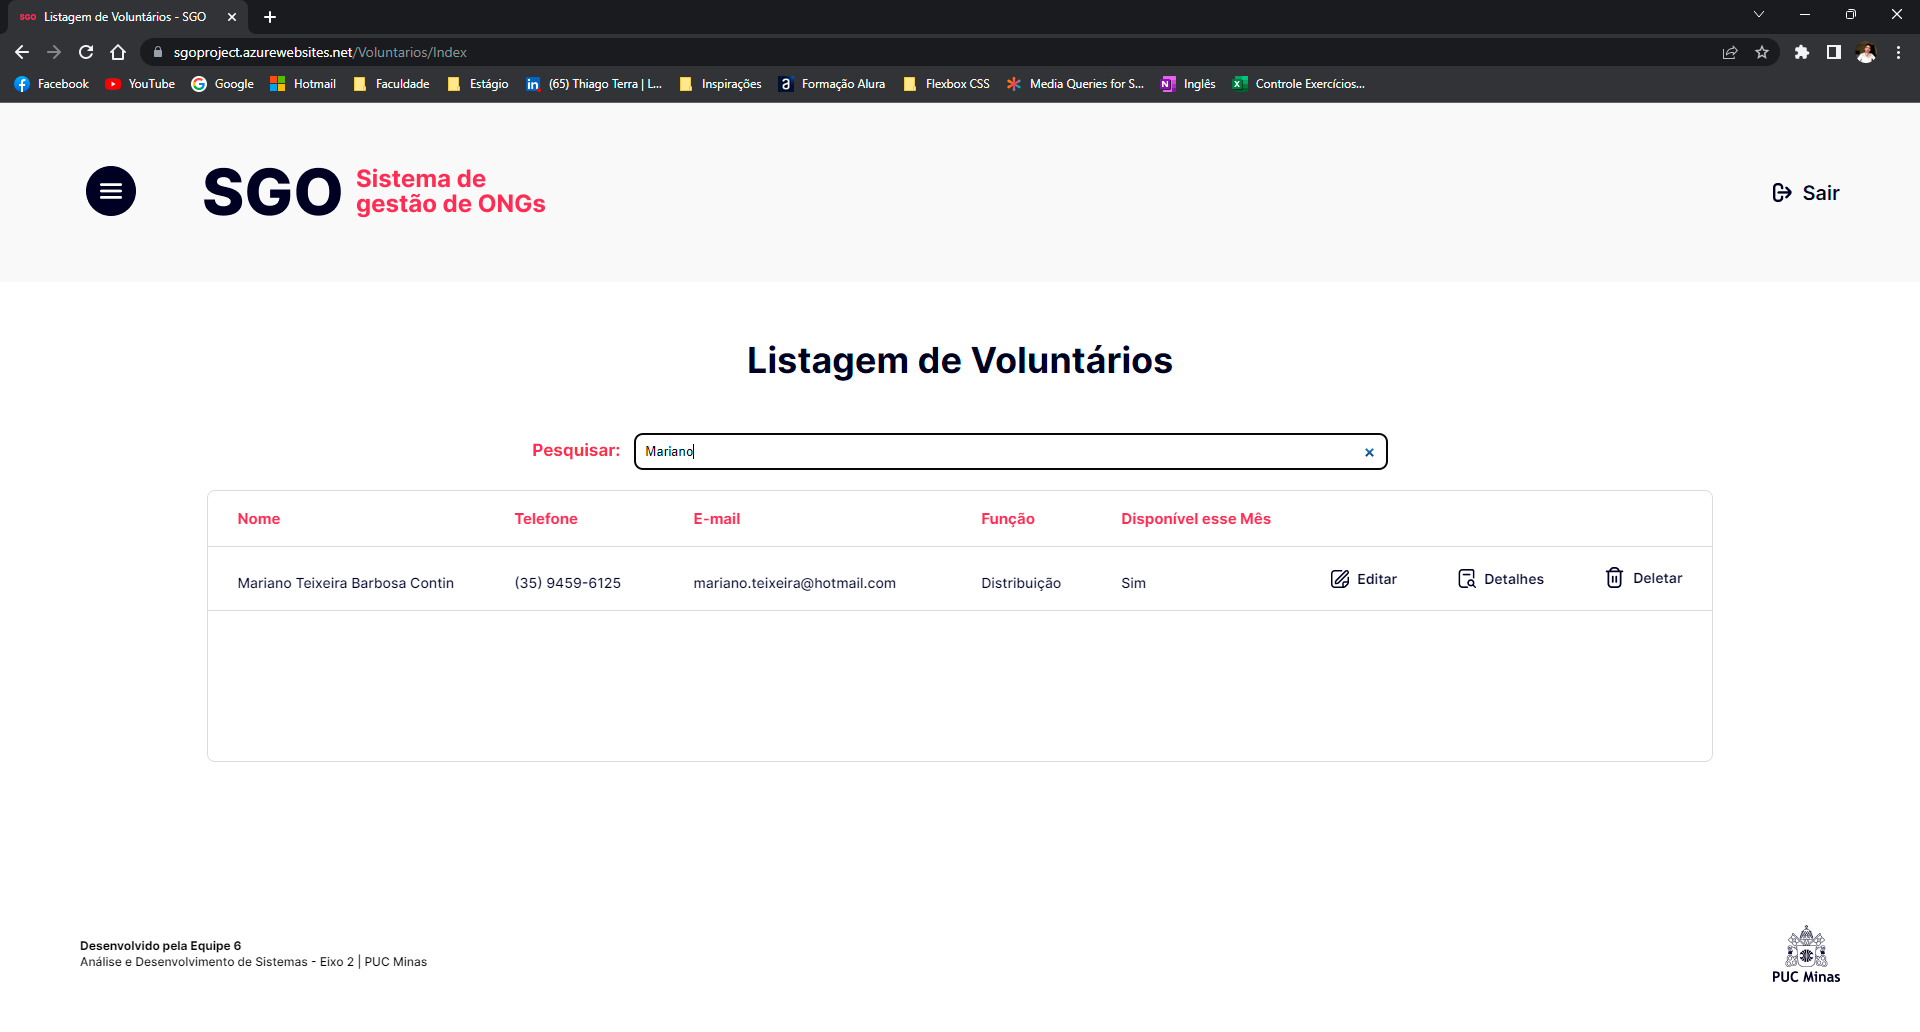 SGO Listagem de Voluntários - SGO
sgoproject.azurewebsites.net/Voluntarios/Index
Facebook YouTube Google Hotmail Faculdade Estágio (65) Thiago Terra | L... Inspirações Formação Alura Flexbox CSS Media Queries for S... Inglês Controle Exercícios...
SGO
Sistema de
gestão de ONGs
Sair
Listagem de Voluntários
Pesquisar: Mariano
Nome Telefone E-mail Função Disponível esse Mês
Mariano Teixeira Barbosa Contin (35) 9459-6125 mariano.teixeira@hotmail.com Distribuição Sim Editar Detalhes Deletar
Desenvolvido pela Equipe 6
Análise e Desenvolvimento de Sistemas - Eixo 2 | PUC Minas
PUC Minas